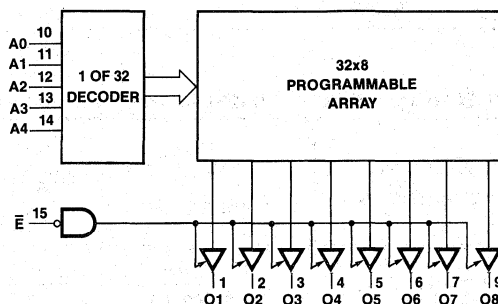 A0 10
A1 11
A2 12
A3 13
A4 14
1 OF 32
DECODER
32x8
PROGRAMMABLE
ARRAY
E̅ 15
1 2 3 4 5 6 7 9
O1 O2 O3 O4 O5 O6 O7 O8